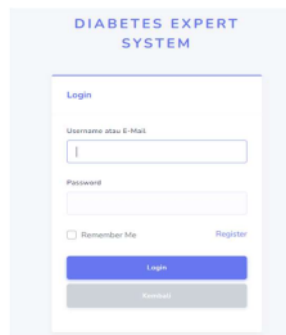 DIABETES EXPERT
SYSTEM
Login
Username atau E-Mail
Password
Remember Me Register
Login
Kembali